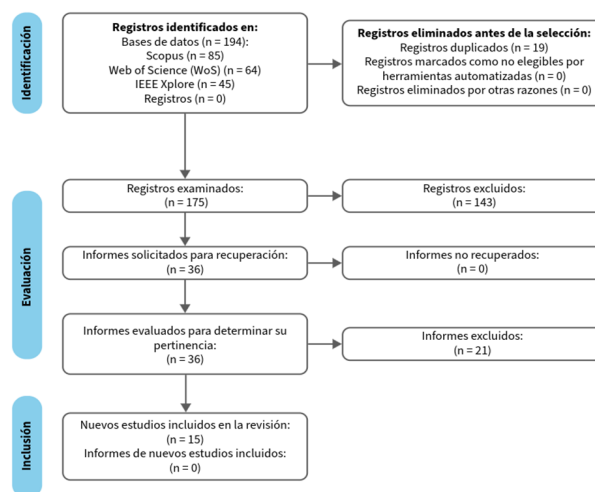 Identificación
Registros identificados en:
Bases de datos (n = 194):
Scopus (n = 85)
Web of Science (WoS) (n = 64)
IEEE Xplore (n = 45)
Registros (n = 0)
Registros eliminados antes de la selección:
Registros duplicados (n = 19)
Registros marcados como no elegibles por
herramientas automatizadas (n = 0)
Registros eliminados por otras razones (n = 0)
Evaluación
Registros examinados:
(n = 175)
Registros excluidos:
(n = 143)
Informes solicitados para recuperación:
(n = 36)
Informes no recuperados:
(n = 0)
Informes evaluados para determinar su
pertinencia:
(n = 36)
Informes excluidos:
(n = 21)
Inclusión
Nuevos estudios incluidos en la revisión:
(n = 15)
Informes de nuevos estudios incluidos:
(n = 0)